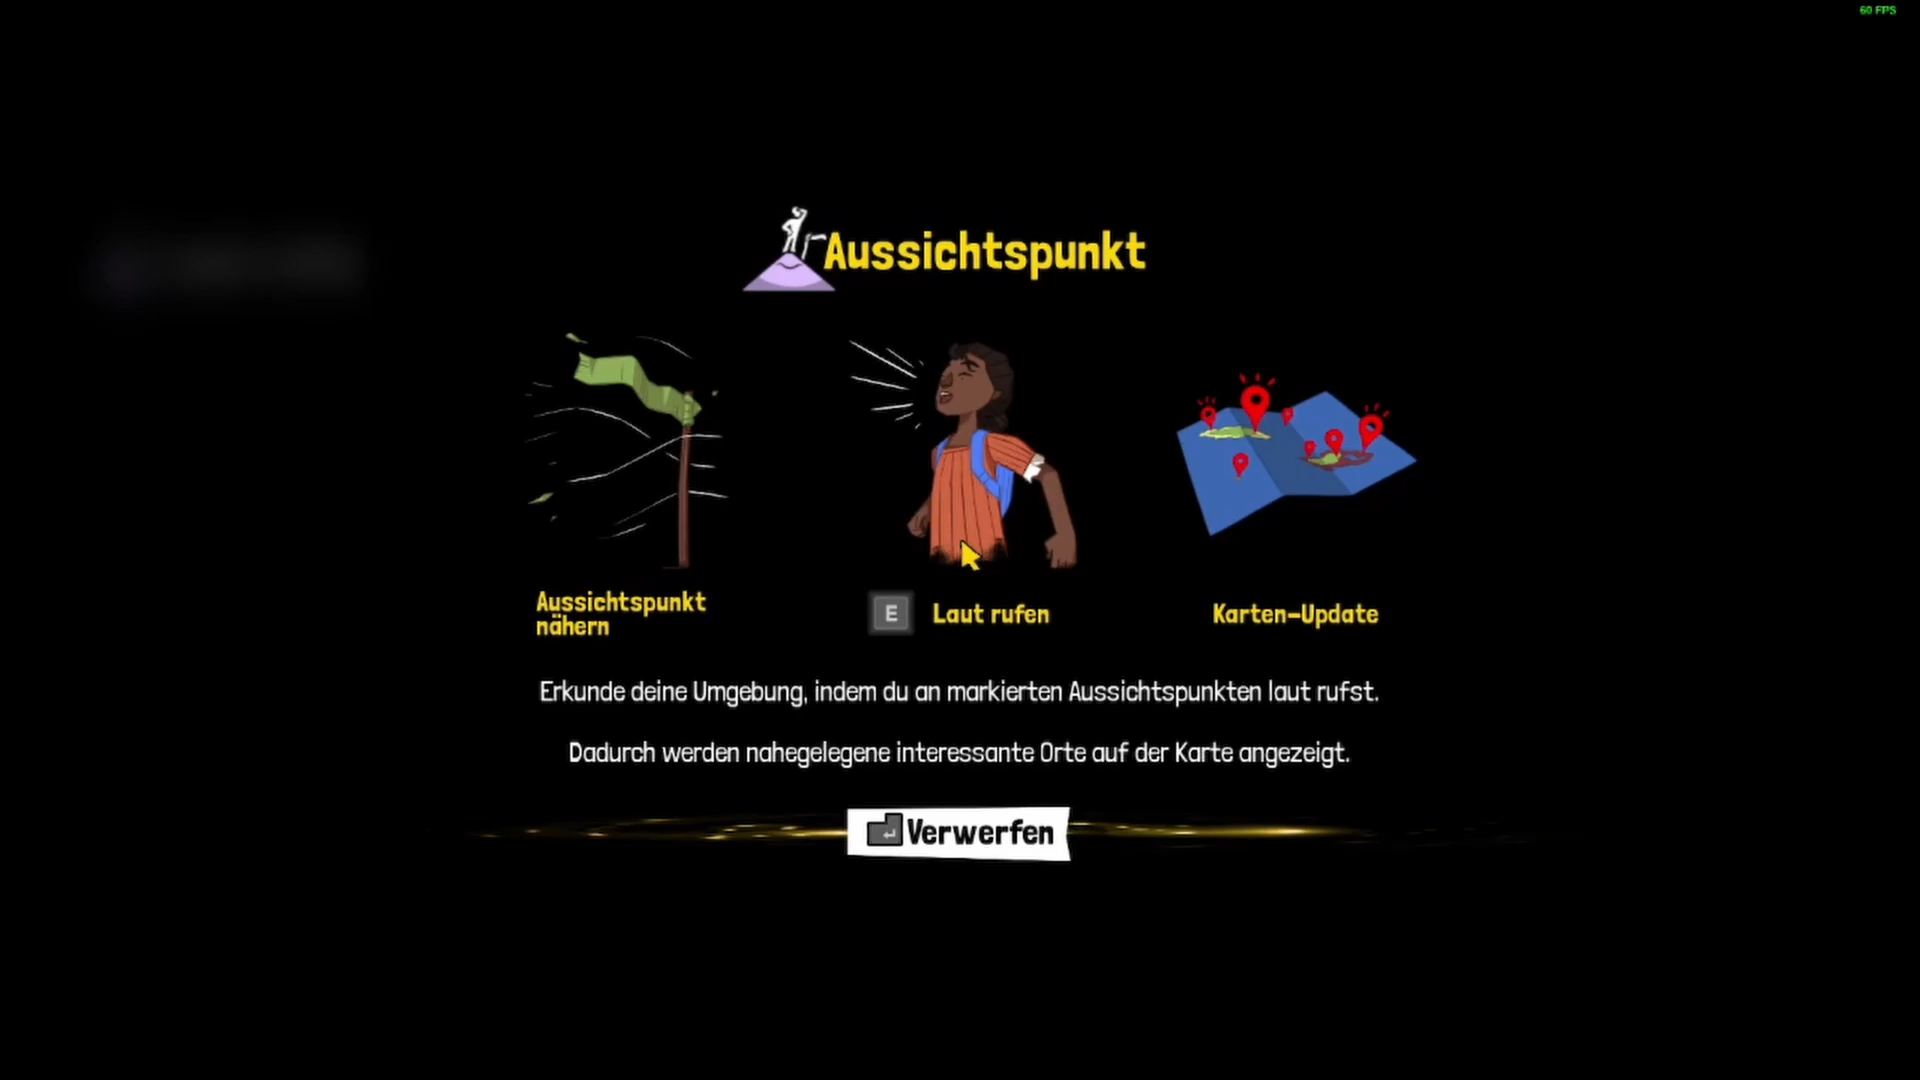 60 FPS
Aussichtspunkt
Aussichtspunkt
nähern
E
Laut rufen
Karten-Update
Erkunde deine Umgebung, indem du an markierten Aussichtspunkten laut rufst.
Dadurch werden nahegelegene interessante Orte auf der Karte angezeigt.
Verwerfen